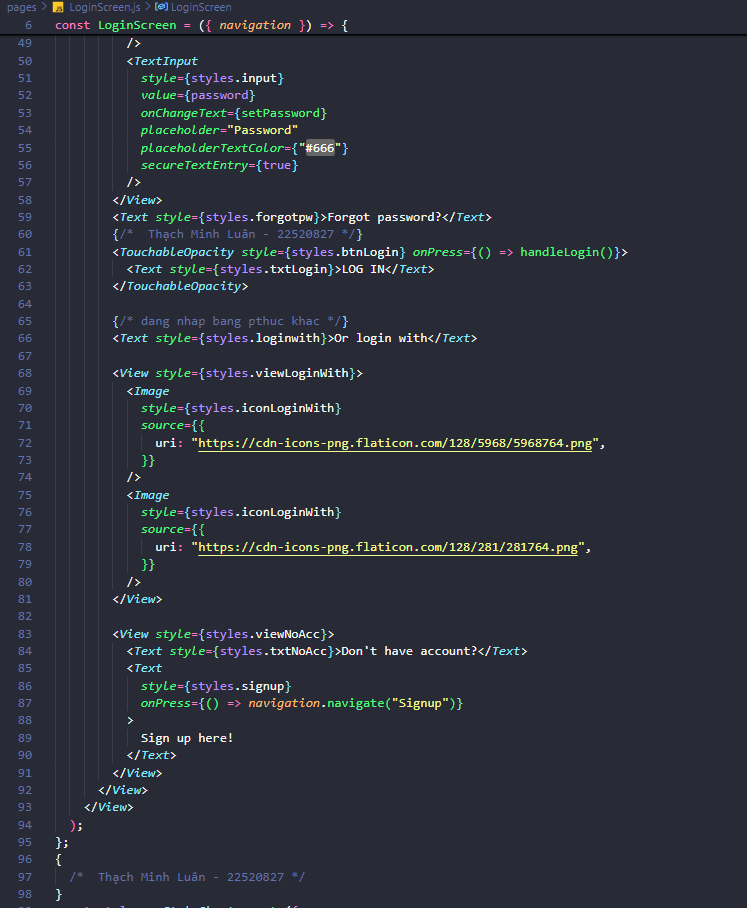 pages > LoginScreen.js > LoginScreen
6 const LoginScreen = ({ navigation }) => {
49 />
50 <TextInput
51 style={styles.input}
52 value={password}
53 onChangeText={setPassword}
54 placeholder="Password"
55 placeholderTextColor={"#666"}
56 secureTextEntry={true}
57 />
58 </View>
59 <Text style={styles.forgotpw}>Forgot password?</Text>
60 {/*  Thạch Minh Luân - 22520827 */}
61 <TouchableOpacity style={styles.btnLogin} onPress={() => handleLogin()}>
62 <Text style={styles.txtLogin}>LOG IN</Text>
63 </TouchableOpacity>
64
65 {/* dang nhap bang pthuc khac */}
66 <Text style={styles.loginwith}>Or login with</Text>
67
68 <View style={styles.viewLoginWith}>
69 <Image
70 style={styles.iconLoginWith}
71 source={{
72 uri: "https://cdn-icons-png.flaticon.com/128/5968/5968764.png",
73 }}
74 />
75 <Image
76 style={styles.iconLoginWith}
77 source={{
78 uri: "https://cdn-icons-png.flaticon.com/128/281/281764.png",
79 }}
80 />
81 </View>
82
83 <View style={styles.viewNoAcc}>
84 <Text style={styles.txtNoAcc}>Don't have account?</Text>
85 <Text
86 style={styles.signup}
87 onPress={() => navigation.navigate("Signup")}
88 >
89 Sign up here!
90 </Text>
91 </View>
92 </View>
93 </View>
94 );
95 };
96 {
97 /*  Thạch Minh Luân - 22520827 */
98 }